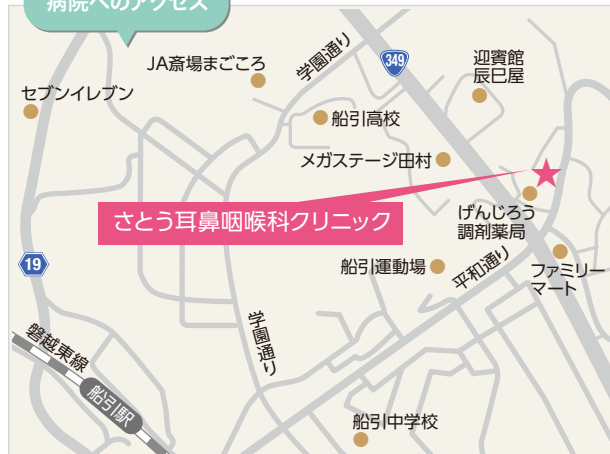 病院へのアクセス
学園通り
349
迎賓館
辰巳屋
JA斎場まごころ
セブンイレブン
船引高校
メガステージ田村
さとう耳鼻咽喉科クリニック
げんじろう
調剤薬局
19
船引運動場
平和通り
ファミリー
マート
学園通り
磐越東線
船引駅
船引中学校